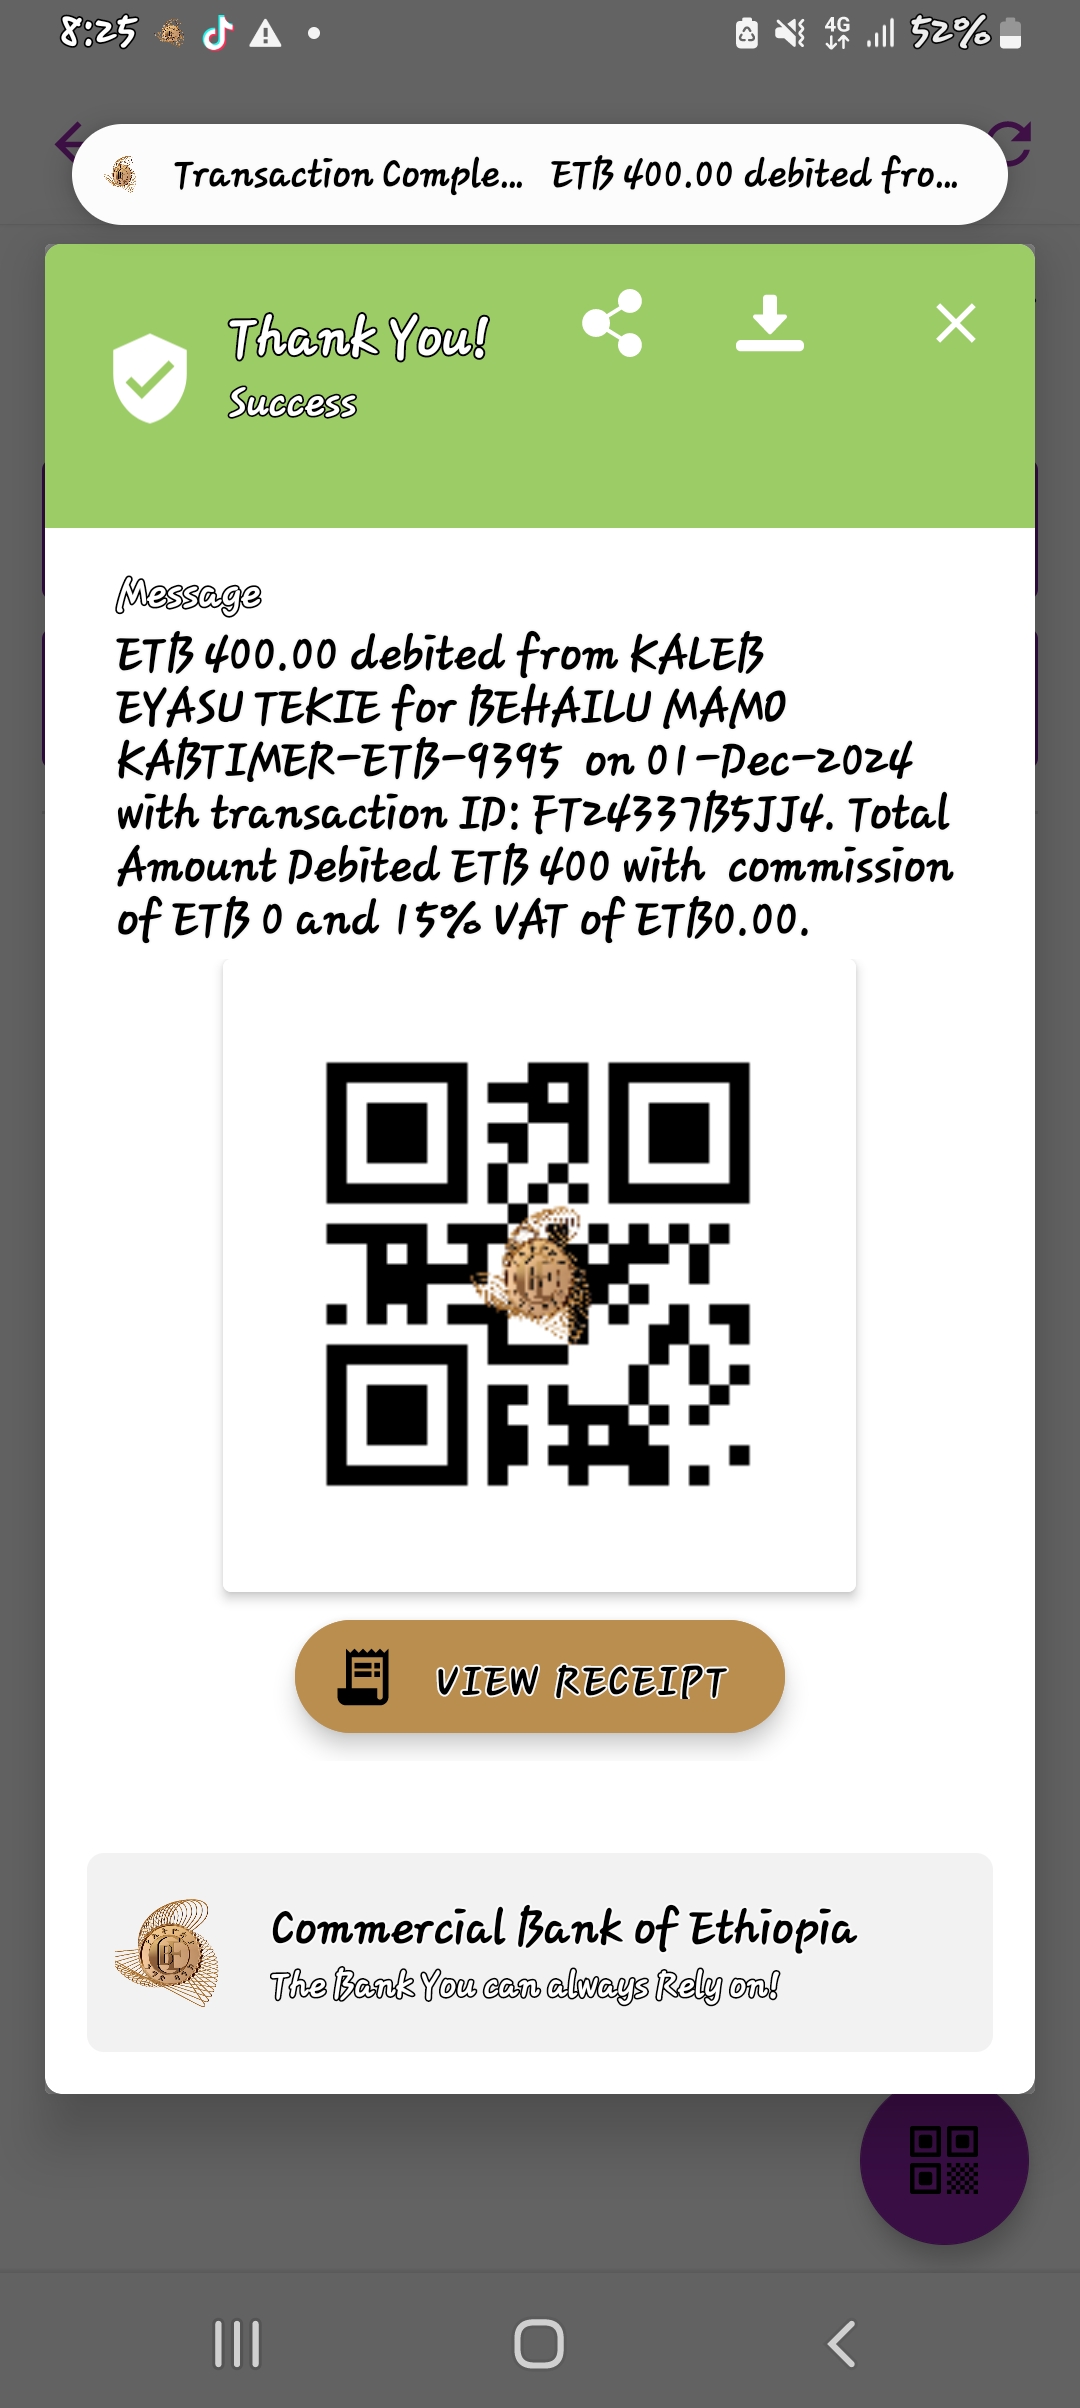 8:25
4G
52%
Transaction Comple... ETB 400.00 debited fro...
Thank You!
Success
Message
ETB 400.00 debited from KALEB
EYASU TEKIE for BEHAILU MAMO
KABTIMER-ETB-9395 on 01-Dec-2024
with transaction ID: FT24337B5JJ4. Total
Amount Debited ETB 400 with commission
of ETB 0 and 15% VAT of ETB0.00.
VIEW RECEIPT
Commercial Bank of Ethiopia
The Bank You can always Rely on!